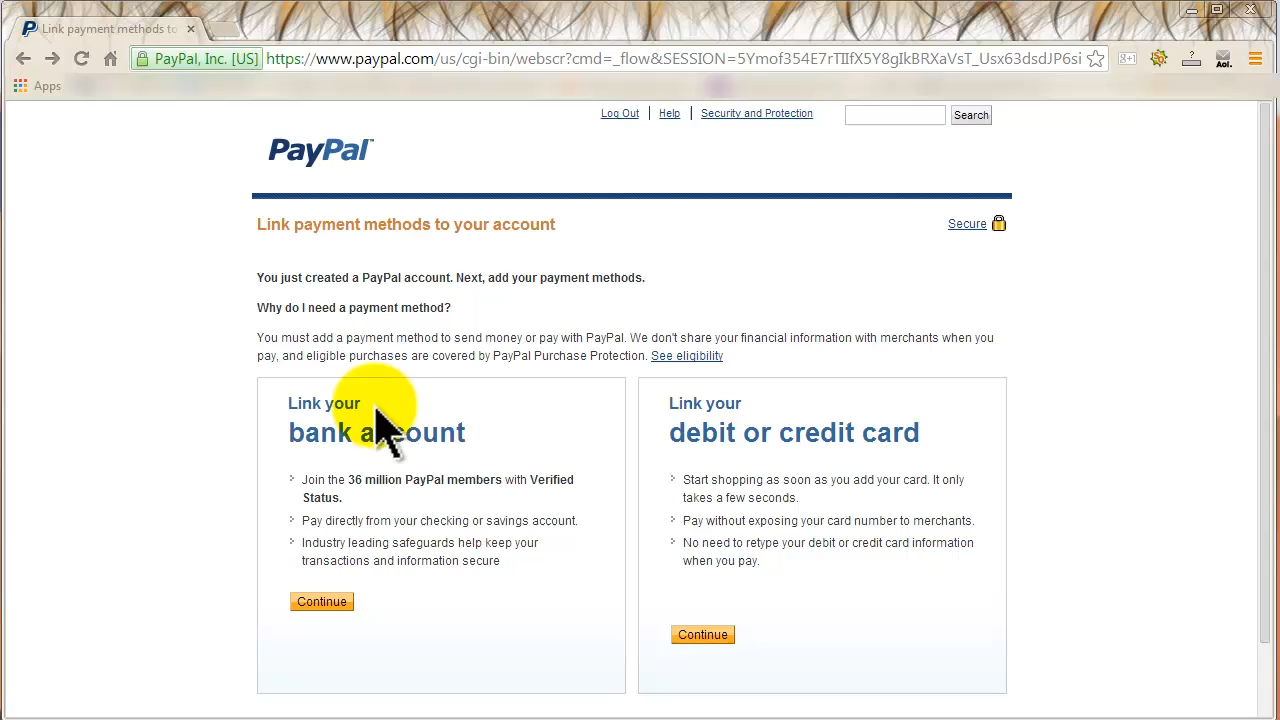 Link payment methods to
PayPal, Inc. [US] https://www.paypal.com/us/cgi-bin/webscr?cmd=_flow&SESSION=5Ymof354E7rTIIfX5Y8gIkBRXaVsT_Usx63dsdJP6si
g+1
?
Aol.
Apps
Log Out Help Security and Protection Search
PayPal™
Link payment methods to your account
Secure
You just created a PayPal account. Next, add your payment methods.
Why do I need a payment method?
You must add a payment method to send money or pay with PayPal. We don't share your financial information with merchants when you
pay, and eligible purchases are covered by PayPal Purchase Protection. See eligibility
Link your
bank account
Join the 36 million PayPal members with Verified
Status.
Pay directly from your checking or savings account.
Industry leading safeguards help keep your
transactions and information secure
Continue
Link your
debit or credit card
Start shopping as soon as you add your card. It only
takes a few seconds.
Pay without exposing your card number to merchants.
No need to retype your debit or credit card information
when you pay.
Continue